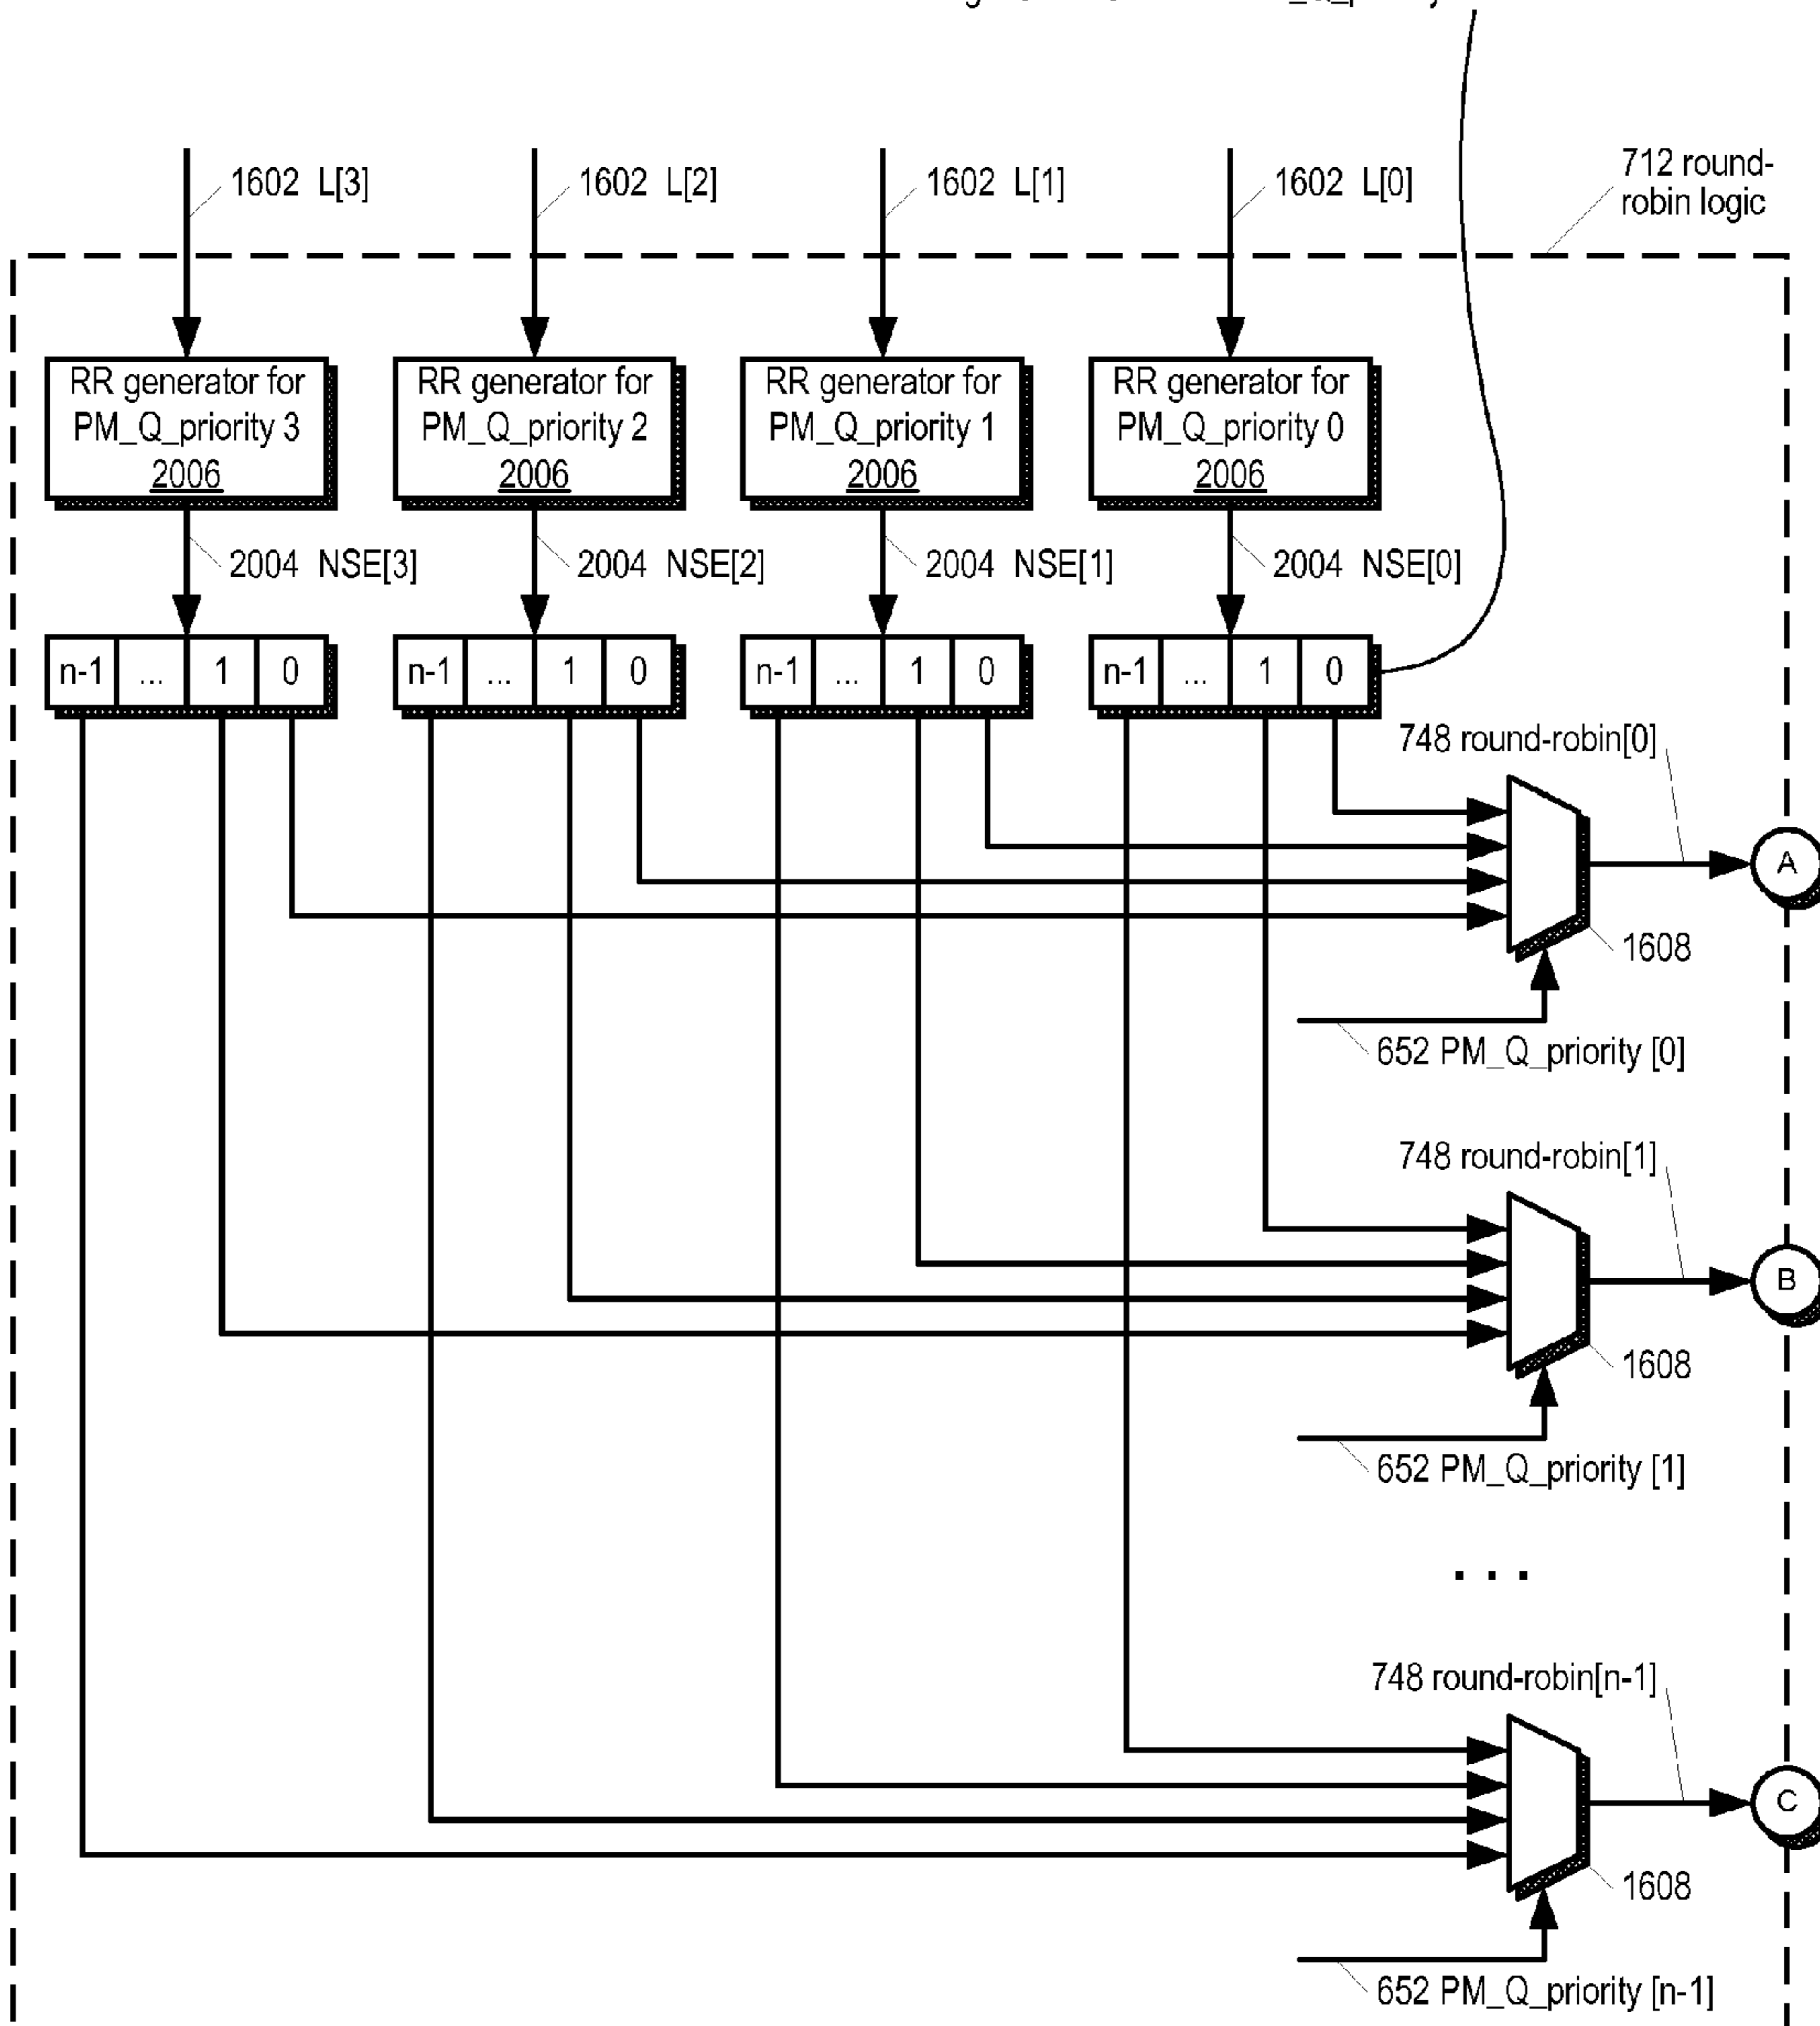 1602 L[3]
1602 L[2]
1602 L[1]
1602 L[0]
712 round-
robin logic
RR generator for
PM_Q_priority 3
2006
RR generator for
PM_Q_priority 2
2006
RR generator for
PM_Q_priority 1
2006
RR generator for
PM_Q_priority 0
2006
2004 NSE[3]
2004 NSE[2]
2004 NSE[1]
2004 NSE[0]
n-1 ... 1 0
n-1 ... 1 0
n-1 ... 1 0
n-1 ... 1 0
748 round-robin[0]
A
1608
652 PM_Q_priority [0]
748 round-robin[1]
B
1608
652 PM_Q_priority [1]
. . .
748 round-robin[n-1]
C
1608
652 PM_Q_priority [n-1]